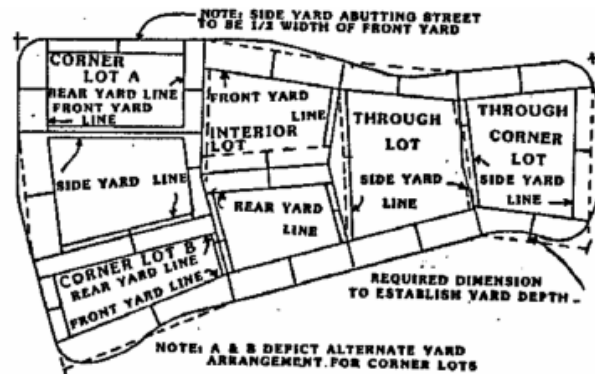 NOTE: SIDE YARD ABUTTING STREET
TO BE 1/2 WIDTH OF FRONT YARD
CORNER
LOT A
REAR YARD LINE
FRONT YARD
LINE
FRONT YARD
LINE
INTERIOR
LOT
THROUGH
LOT
THROUGH
CORNER
LOT
SIDE YARD LINE
REAR YARD
LINE
SIDE YARD
LINE
SIDE YARD
LINE
CORNER LOT B
REAR YARD LINE
FRONT YARD LINE
REQUIRED DIMENSION
TO ESTABLISH YARD DEPTH
NOTE: A & B DEPICT ALTERNATE YARD
ARRANGEMENT. FOR CORNER LOTS